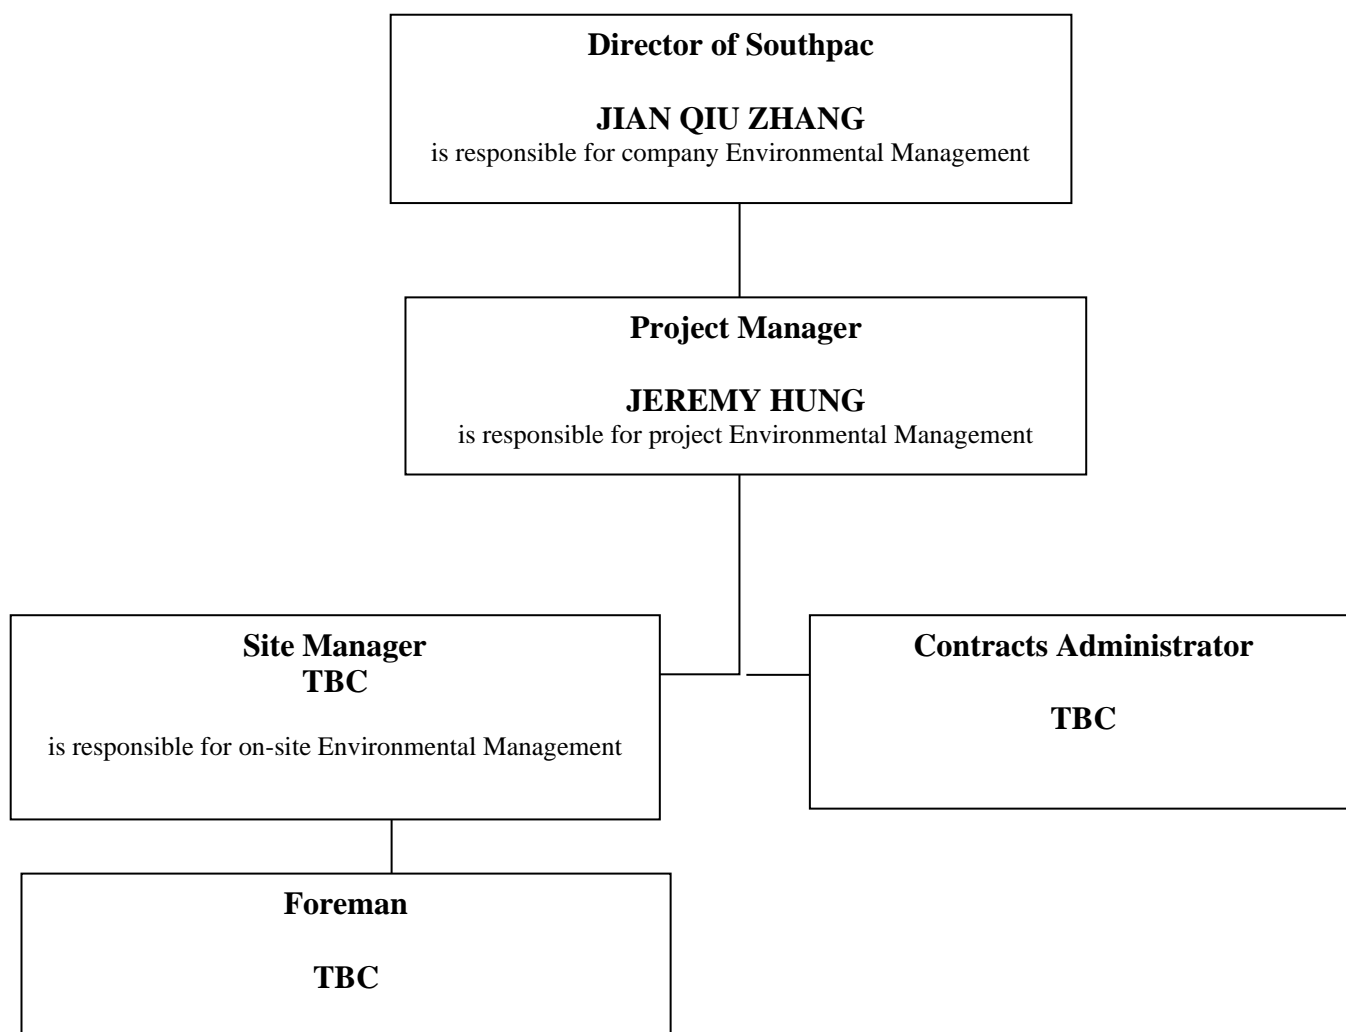 Director of Southpac
JIAN QIU ZHANG
is responsible for company Environmental Management
Project Manager
JEREMY HUNG
is responsible for project Environmental Management
Site Manager
TBC
is responsible for on-site Environmental Management
Contracts Administrator
TBC
Foreman
TBC